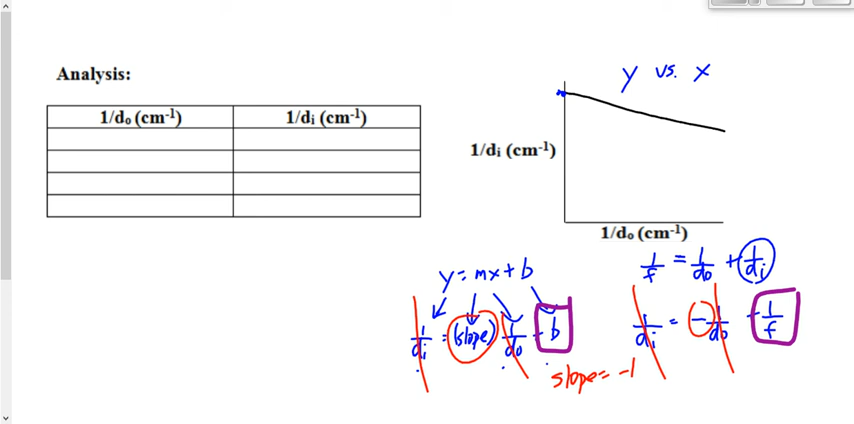 Analysis:
1/dₒ (cm⁻¹) 1/dᵢ (cm⁻¹)
y vs. x
1/dᵢ (cm⁻¹)
1/dₒ (cm⁻¹)
1/f = 1/do + 1/di
y = mx + b
1/di = (slope) 1/do + b
1/di = - 1/do + 1/f
slope = -1